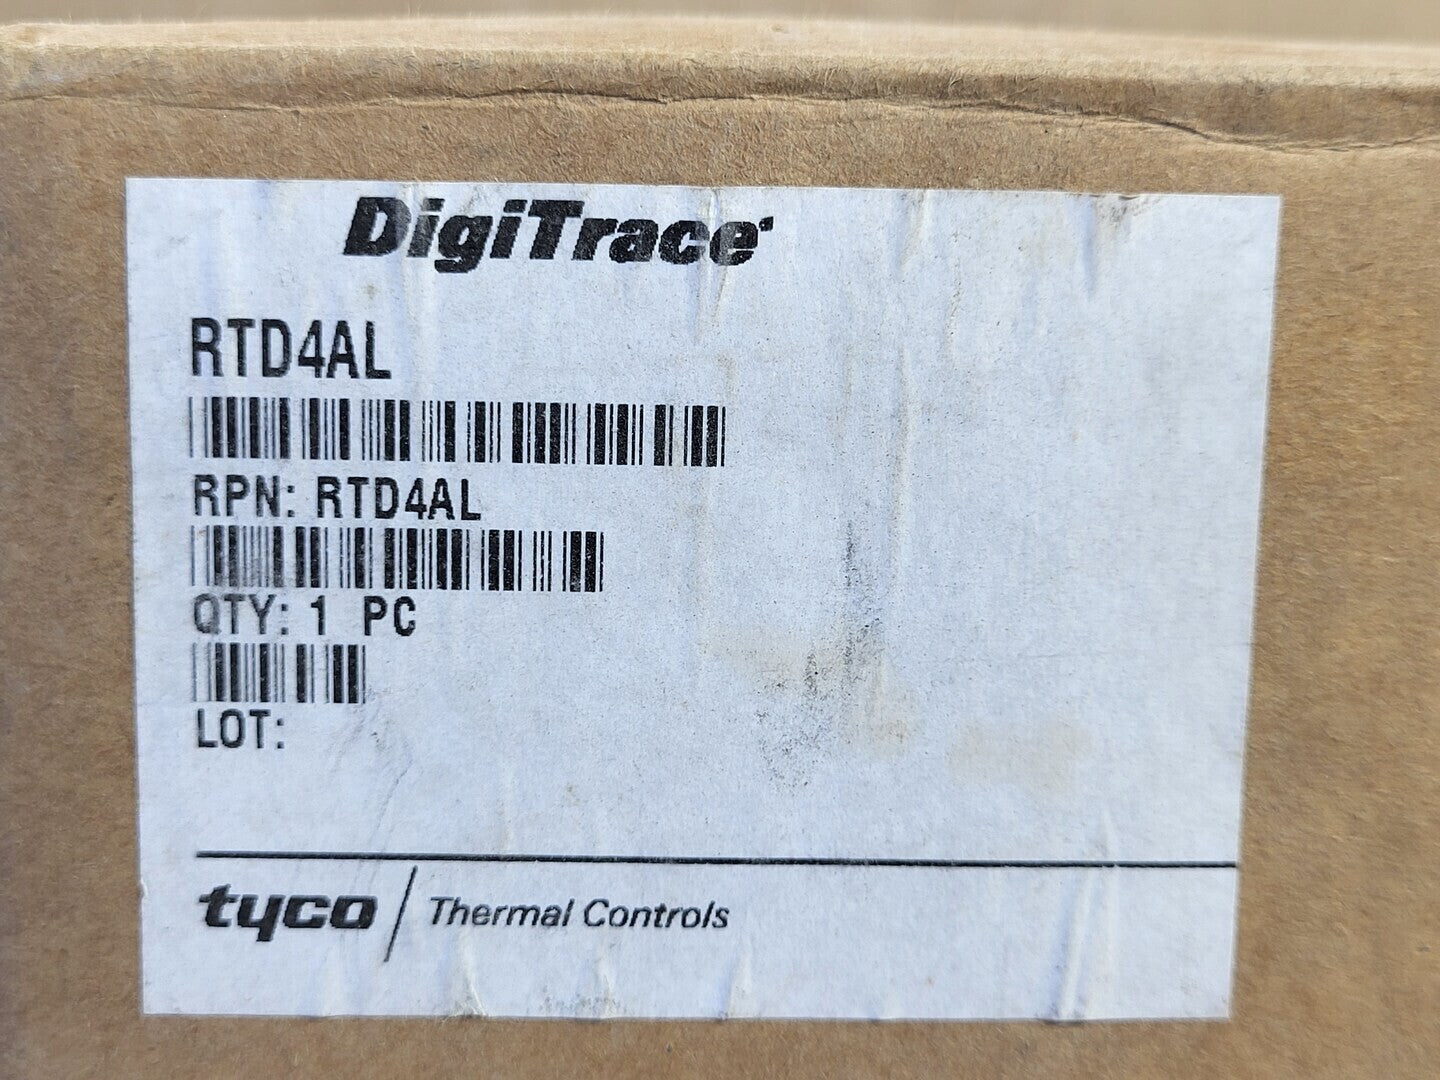 DigiTrace
RTD4AL
RPN: RTD4AL
QTY: 1 PC
LOT:
tyco / Thermal Controls